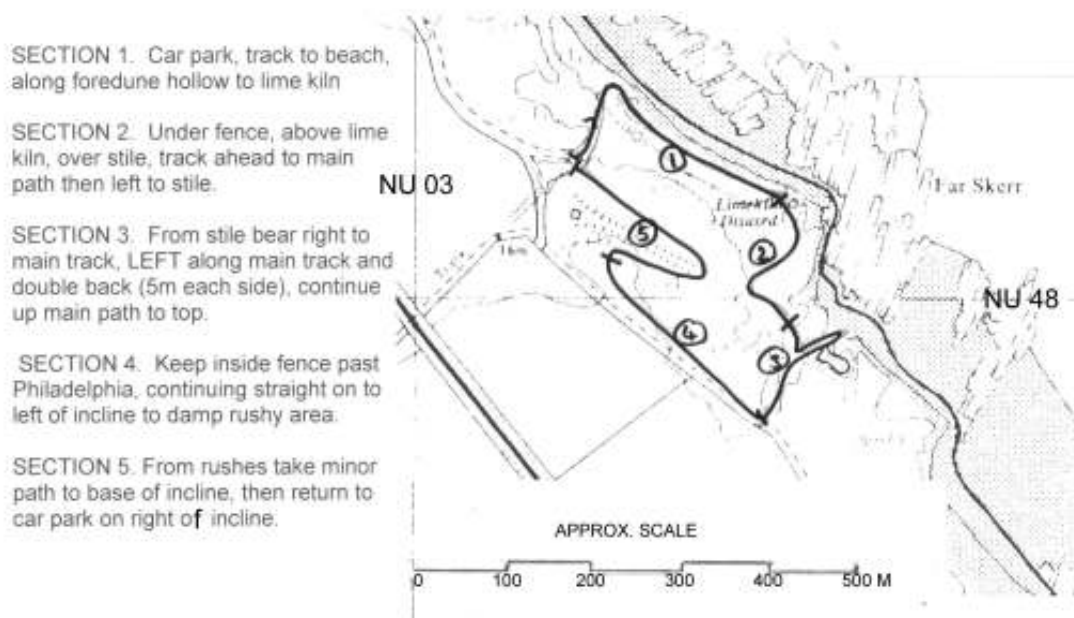 SECTION 1. Car park, track to beach,
along foredune hollow to lime kiln
SECTION 2. Under fence, above lime
kiln, over stile, track ahead to main
path then left to stile.
SECTION 3. From stile bear right to
main track, LEFT along main track and
double back (5m each side), continue
up main path to top.
SECTION 4. Keep inside fence past
Philadelphia, continuing straight on to
left of incline to damp rushy area.
SECTION 5. From rushes take minor
path to base of incline, then return to
car park on right of incline.
NU 03
1
Far Skerr
Limekiln
Disused
5
2
16m
NU 48
4
3
APPROX. SCALE
0 100 200 300 400 500 M